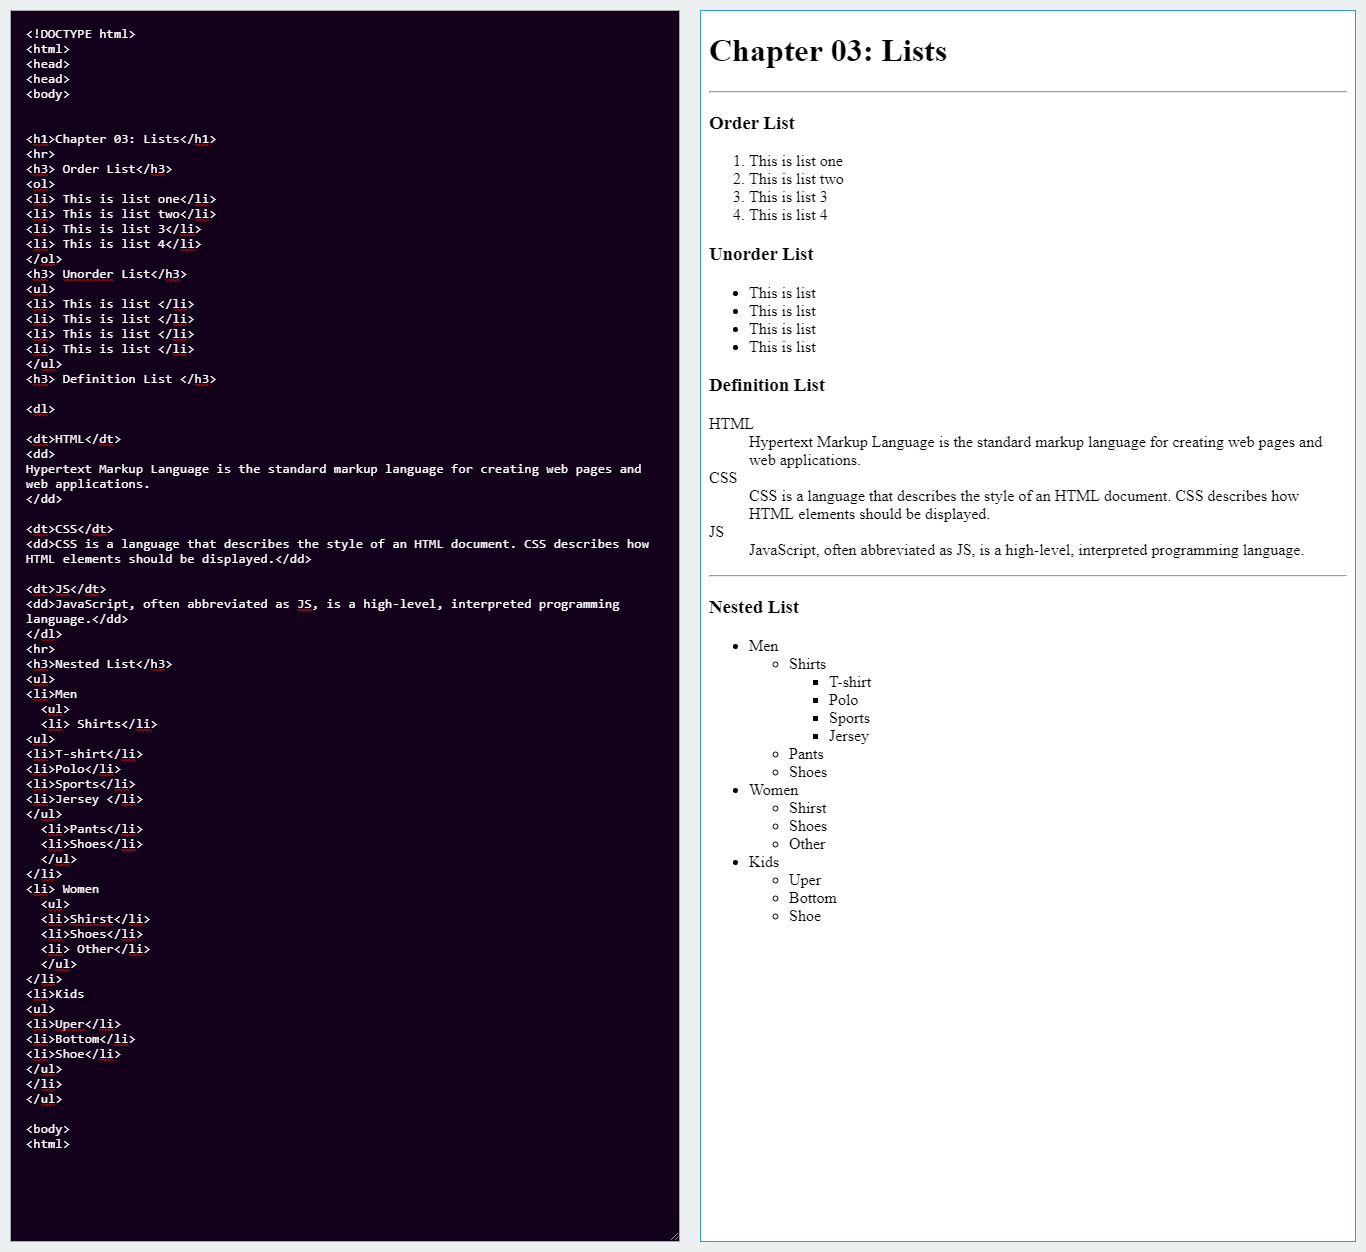 <!DOCTYPE html>
<html>
<head>
<head>
<body>
<h1>Chapter 03: Lists</h1>
<hr>
<h3> Order List</h3>
<ol>
<li> This is list one</li>
<li> This is list two</li>
<li> This is list 3</li>
<li> This is list 4</li>
</ol>
<h3> Unorder List</h3>
<ul>
<li> This is list </li>
<li> This is list </li>
<li> This is list </li>
<li> This is list </li>
</ul>
<h3> Definition List </h3>
<dl>
<dt>HTML</dt>
<dd>
Hypertext Markup Language is the standard markup language for creating web pages and
web applications.
</dd>
<dt>CSS</dt>
<dd>CSS is a language that describes the style of an HTML document. CSS describes how
HTML elements should be displayed.</dd>
<dt>JS</dt>
<dd>JavaScript, often abbreviated as JS, is a high-level, interpreted programming
language.</dd>
</dl>
<hr>
<h3>Nested List</h3>
<ul>
<li>Men
  <ul>
  <li> Shirts</li>
<ul>
<li>T-shirt</li>
<li>Polo</li>
<li>Sports</li>
<li>Jersey </li>
</ul>
  <li>Pants</li>
  <li>Shoes</li>
  </ul>
</li>
<li> Women
  <ul>
  <li>Shirst</li>
  <li>Shoes</li>
  <li> Other</li>
  </ul>
</li>
<li>Kids
<ul>
<li>Uper</li>
<li>Bottom</li>
<li>Shoe</li>
</ul>
</li>
</ul>
<body>
<html>
Chapter 03: Lists
Order List
1. This is list one
2. This is list two
3. This is list 3
4. This is list 4
Unorder List
• This is list
• This is list
• This is list
• This is list
Definition List
HTML
Hypertext Markup Language is the standard markup language for creating web pages and
web applications.
CSS
CSS is a language that describes the style of an HTML document. CSS describes how
HTML elements should be displayed.
JS
JavaScript, often abbreviated as JS, is a high-level, interpreted programming language.
Nested List
• Men
◦ Shirts
▪ T-shirt
▪ Polo
▪ Sports
▪ Jersey
◦ Pants
◦ Shoes
• Women
◦ Shirst
◦ Shoes
◦ Other
• Kids
◦ Uper
◦ Bottom
◦ Shoe